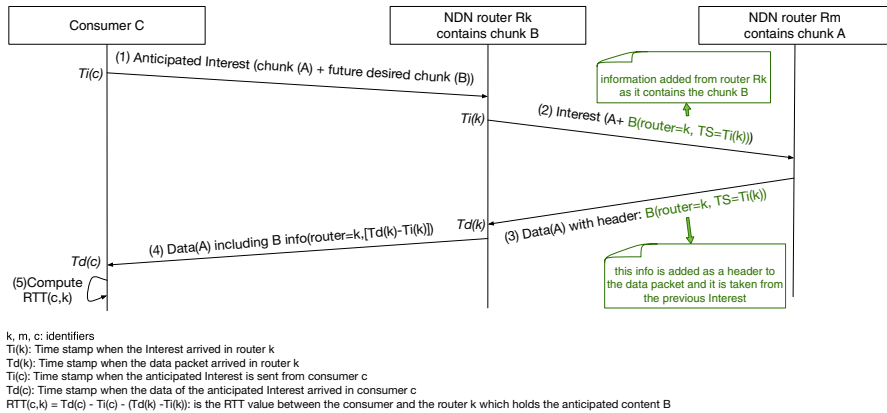 Consumer C
NDN router Rk
contains chunk B
NDN router Rm
contains chunk A
(1) Anticipated Interest (chunk (A) + future desired chunk (B))
Ti(c)
information added from router Rk
as it contains the chunk B
Ti(k)
(2) Interest (A+ B(router=k, TS=Ti(k)))
Td(k)
(3) Data(A) with header: B(router=k, TS=Ti(k))
(4) Data(A) including B info(router=k,[Td(k)-Ti(k)])
Td(c)
(5)Compute
RTT(c,k)
this info is added as a header to
the data packet and it is taken from
the previous Interest
k, m, c: identifiers
Ti(k): Time stamp when the Interest arrived in router k
Td(k): Time stamp when the data packet arrived in router k
Ti(c): Time stamp when the anticipated Interest is sent from consumer c
Td(c): Time stamp when the data of the anticipated Interest arrived in consumer c
RTT(c,k) = Td(c) - Ti(c) - (Td(k) -Ti(k)): is the RTT value between the consumer and the router k which holds the anticipated content B